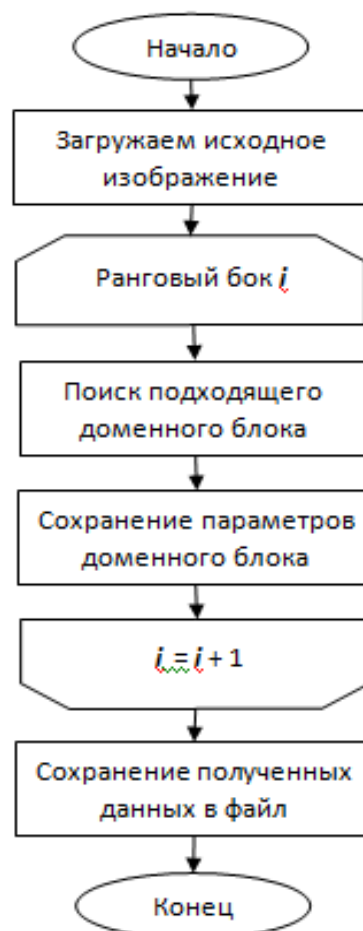 Начало
Загружаем исходное
изображение
Ранговый бок i
Поиск подходящего
доменного блока
Сохранение параметров
доменного блока
i = i + 1
Сохранение полученных
данных в файл
Конец